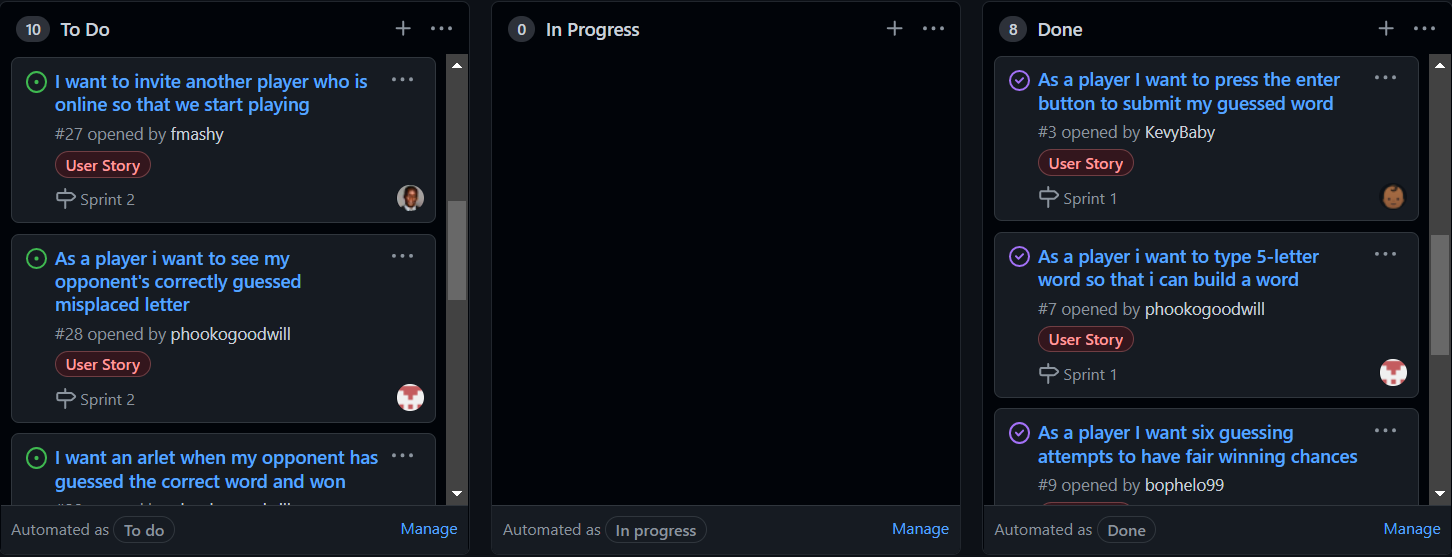 10 To Do
I want to invite another player who is
online so that we start playing
#27 opened by fmashy
User Story
Sprint 2
As a player i want to see my
opponent's correctly guessed
misplaced letter
#28 opened by phookogoodwill
User Story
Sprint 2
I want an arlet when my opponent has
guessed the correct word and won
Automated as To do Manage
0 In Progress
Automated as In progress Manage
8 Done
As a player I want to press the enter
button to submit my guessed word
#3 opened by KevyBaby
User Story
Sprint 1
As a player i want to type 5-letter
word so that i can build a word
#7 opened by phookogoodwill
User Story
Sprint 1
As a player I want six guessing
attempts to have fair winning chances
#9 opened by bophelo99
Automated as Done Manage